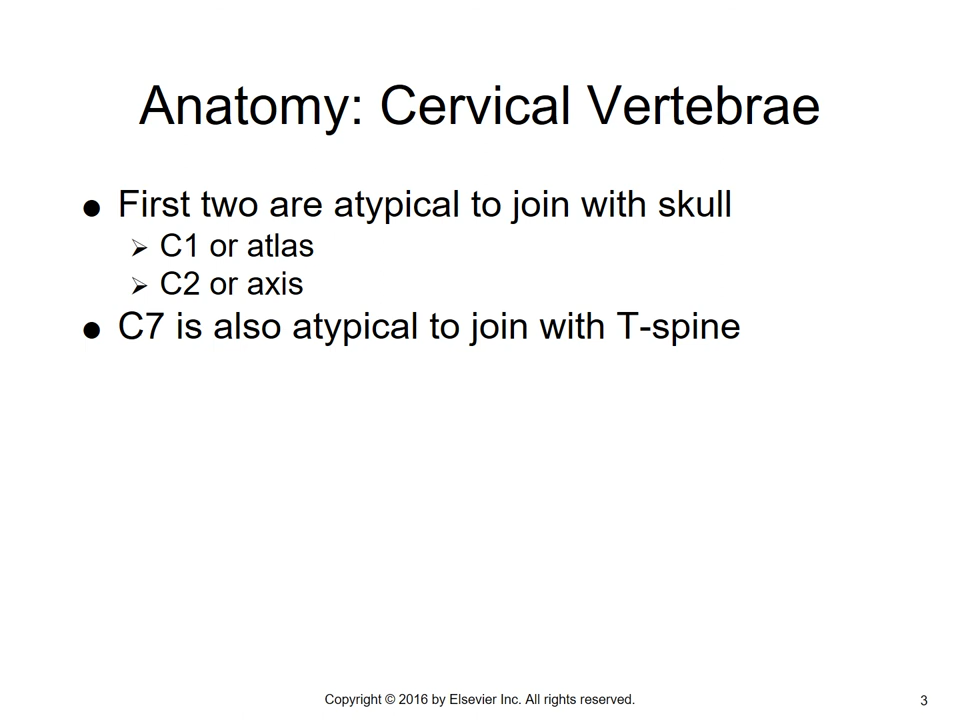 Anatomy: Cervical Vertebrae
● First two are atypical to join with skull
➢ C1 or atlas
➢ C2 or axis
● C7 is also atypical to join with T-spine
Copyright © 2016 by Elsevier Inc. All rights reserved.
3